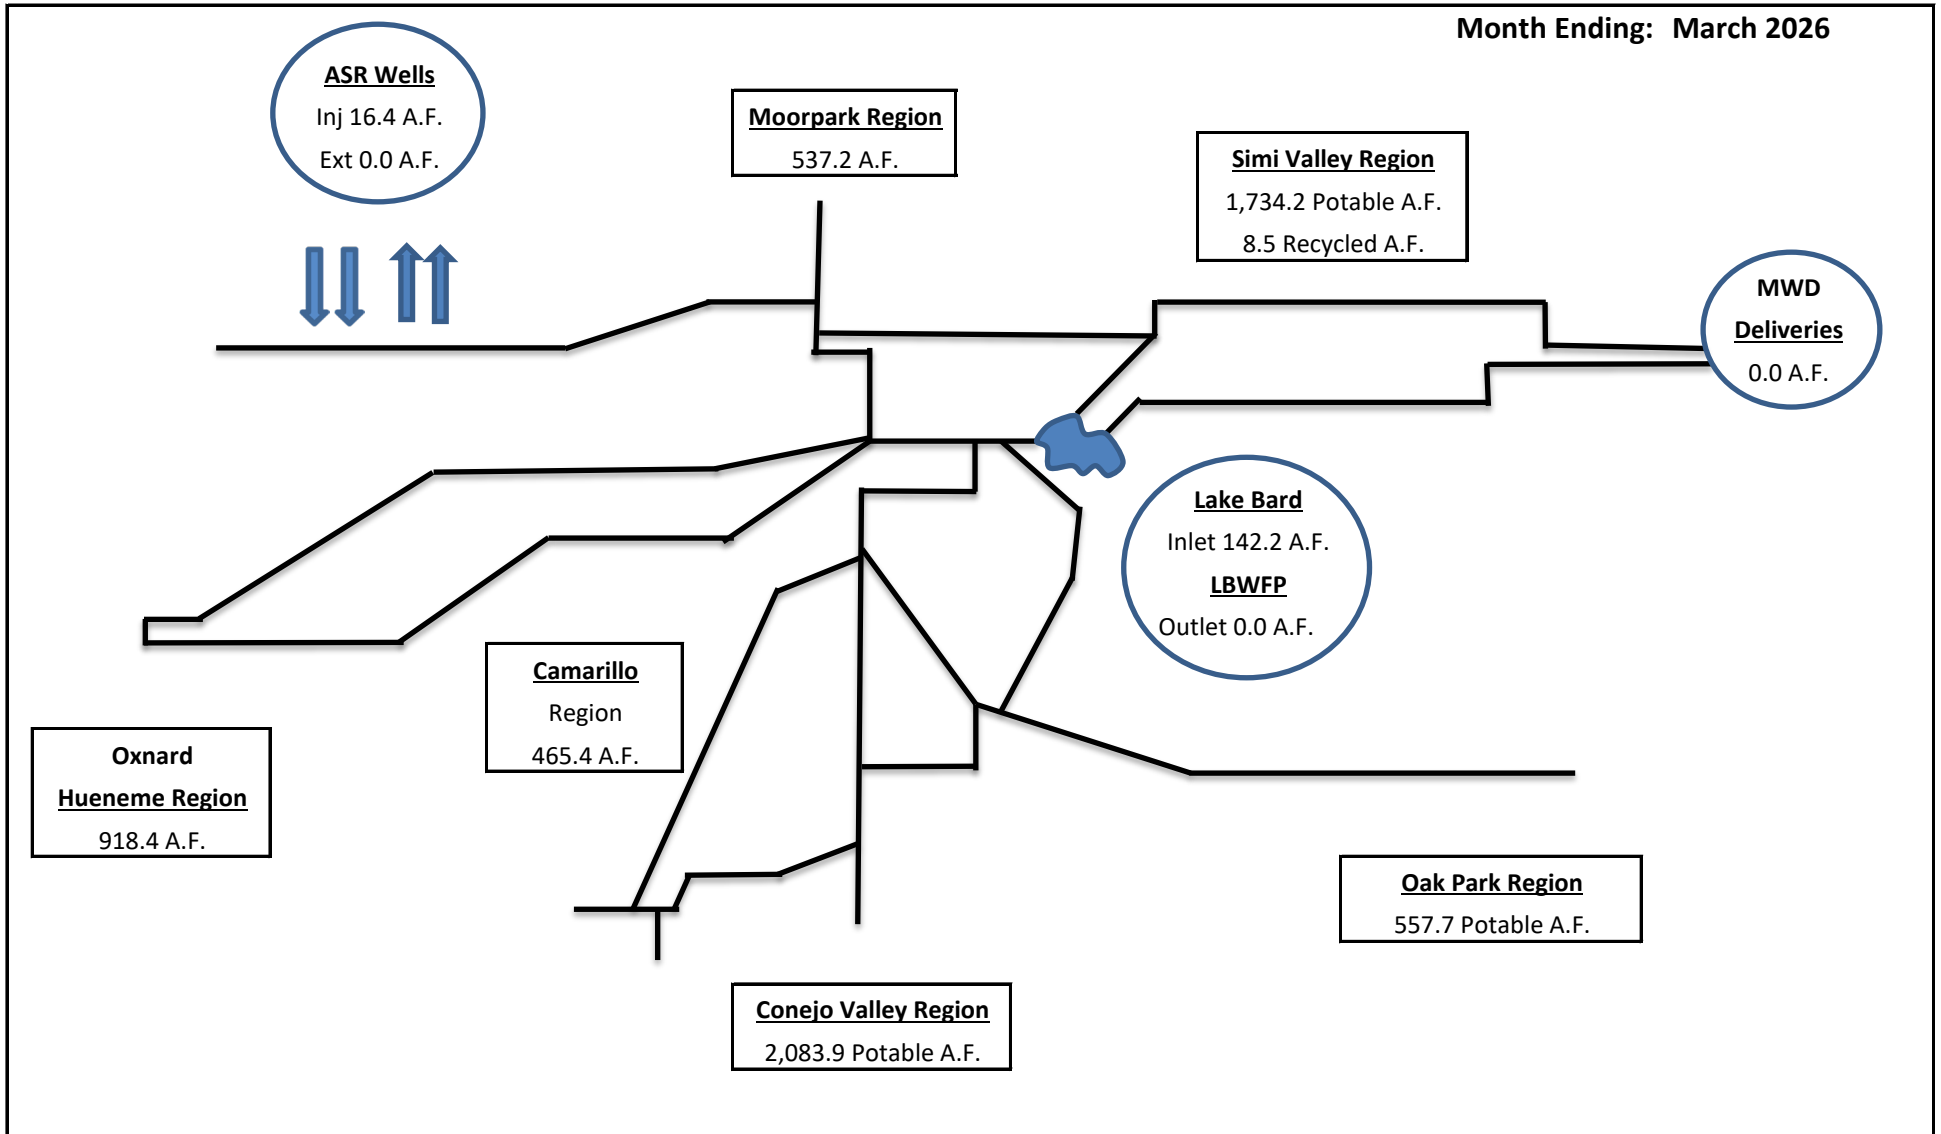 Month Ending: March 2026
ASR Wells
Inj 16.4 A.F.
Ext 0.0 A.F.
Moorpark Region
537.2 A.F.
Simi Valley Region
1,734.2 Potable A.F.
8.5 Recycled A.F.
MWD
Deliveries
0.0 A.F.
Lake Bard
Inlet 142.2 A.F.
LBWFP
Outlet 0.0 A.F.
Camarillo
Region
465.4 A.F.
Oxnard
Hueneme Region
918.4 A.F.
Oak Park Region
557.7 Potable A.F.
Conejo Valley Region
2,083.9 Potable A.F.